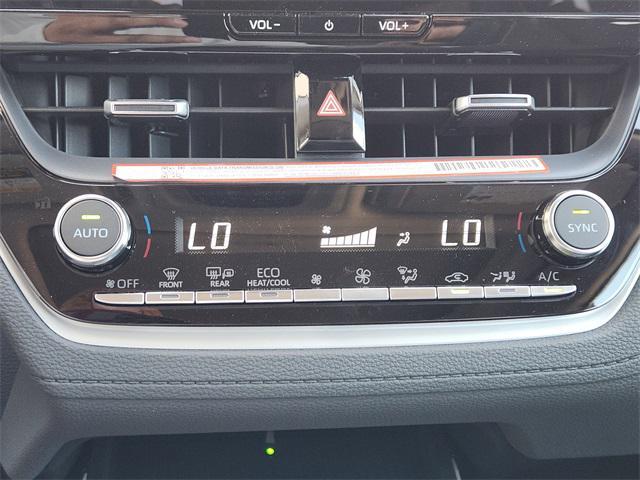 VOL- VOL+
AUTO LO LO SYNC
OFF FRONT REAR ECO HEAT/COOL A/C